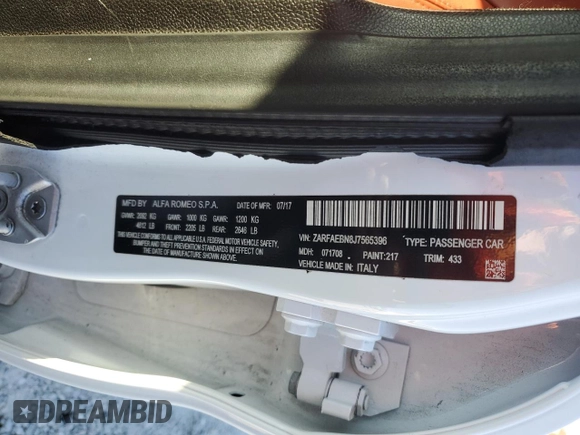 MFD BY ALFA ROMEO S.P.A. DATE OF MFR 07/17
GVWR: 2092 KG GAWR: 1000 KG GAWR: 1200 KG
4612 LB FRONT: 2205 LB REAR: 2646 LB
THIS VEHICLE CONFORMS TO ALL APPLICABLE U.S.A. FEDERAL MOTOR VEHICLE SAFETY,
BUMPER AND THEFT PREVENTION STANDARDS IN EFFECT ON THE DATE OF
MANUFACTURE SHOWN ABOVE.
VIN: ZARFAEBN8J7565396 TYPE: PASSENGER CAR
MDH: 071708 PAINT:217 TRIM: 433
VEHICLE MADE IN: ITALY
DREAMBID